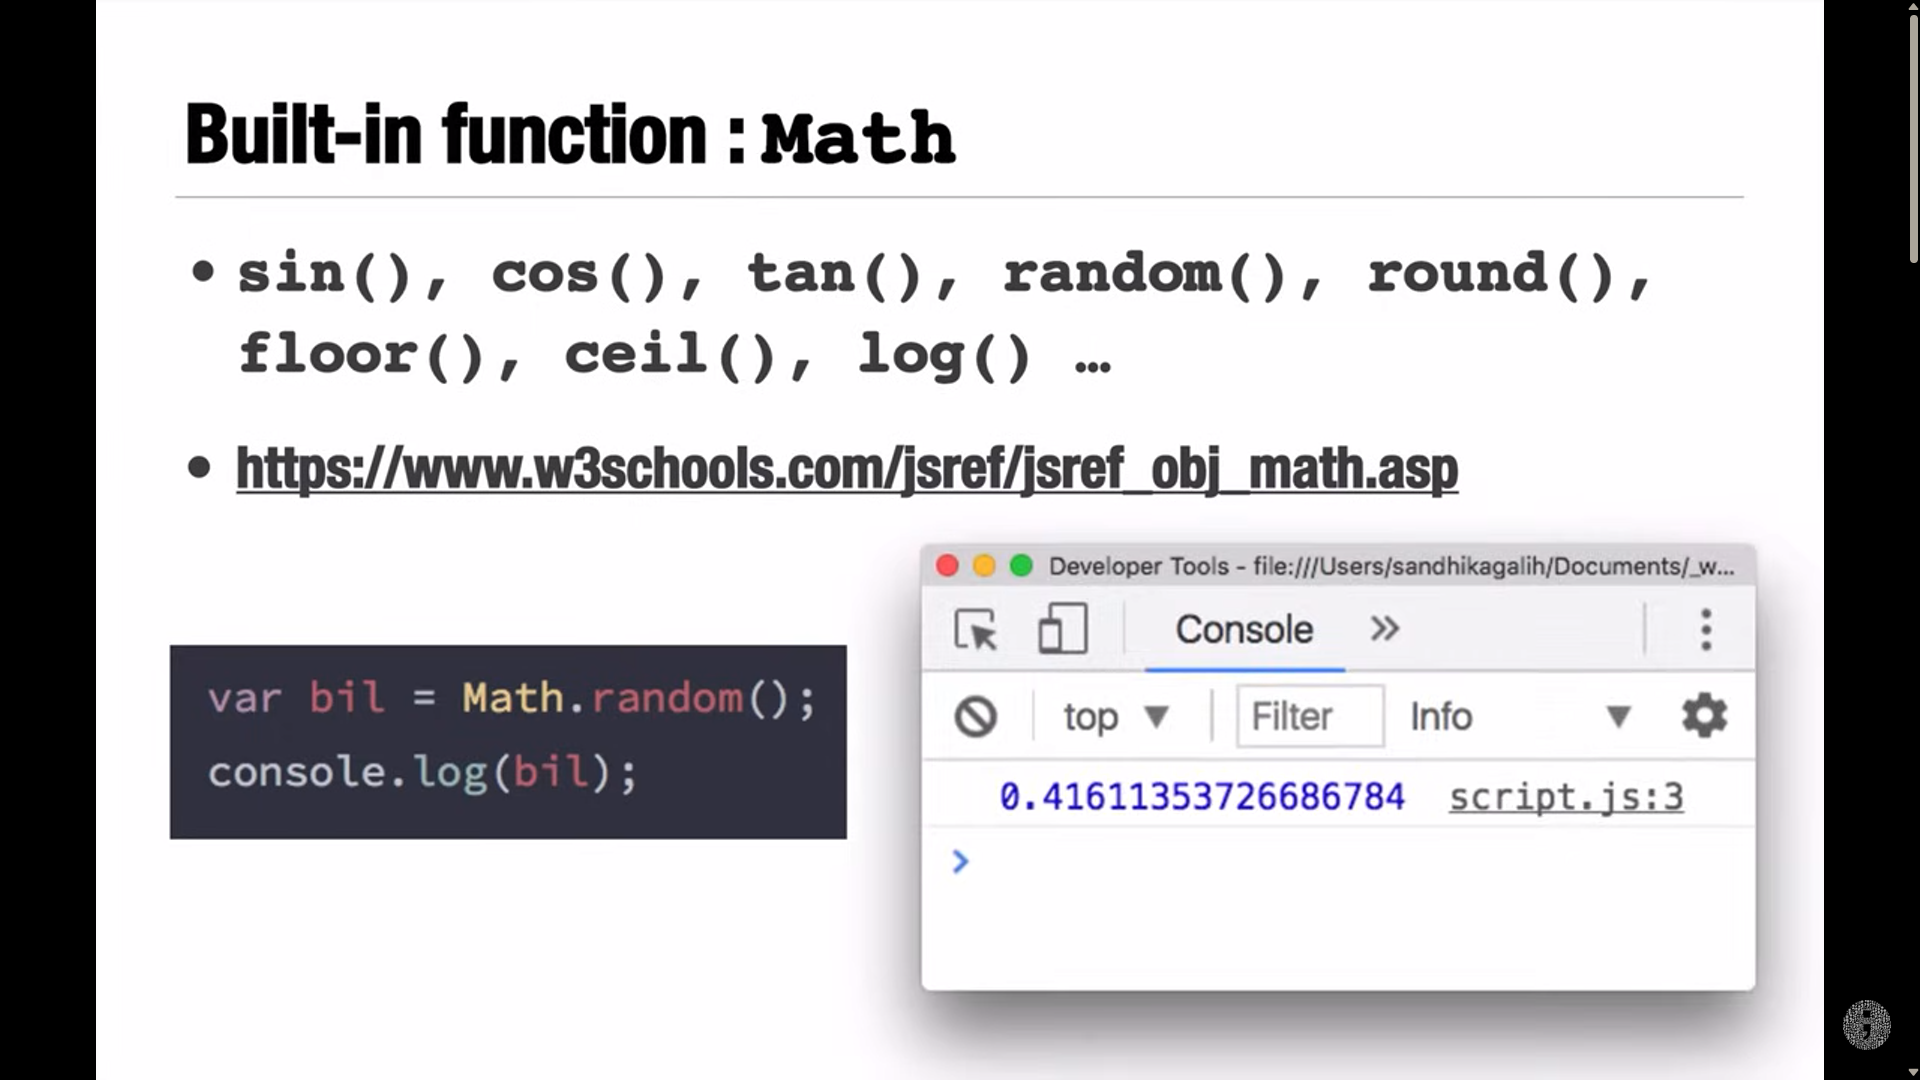 Built-in function : Math
• sin(), cos(), tan(), random(), round(),
floor(), ceil(), log() …
• https://www.w3schools.com/jsref/jsref_obj_math.asp
var bil = Math.random();
console.log(bil);
Developer Tools - file:///Users/sandhikagalih/Documents/_w...
Console »
top ▼ Filter Info ▼
0.41611353726686784 script.js:3
>